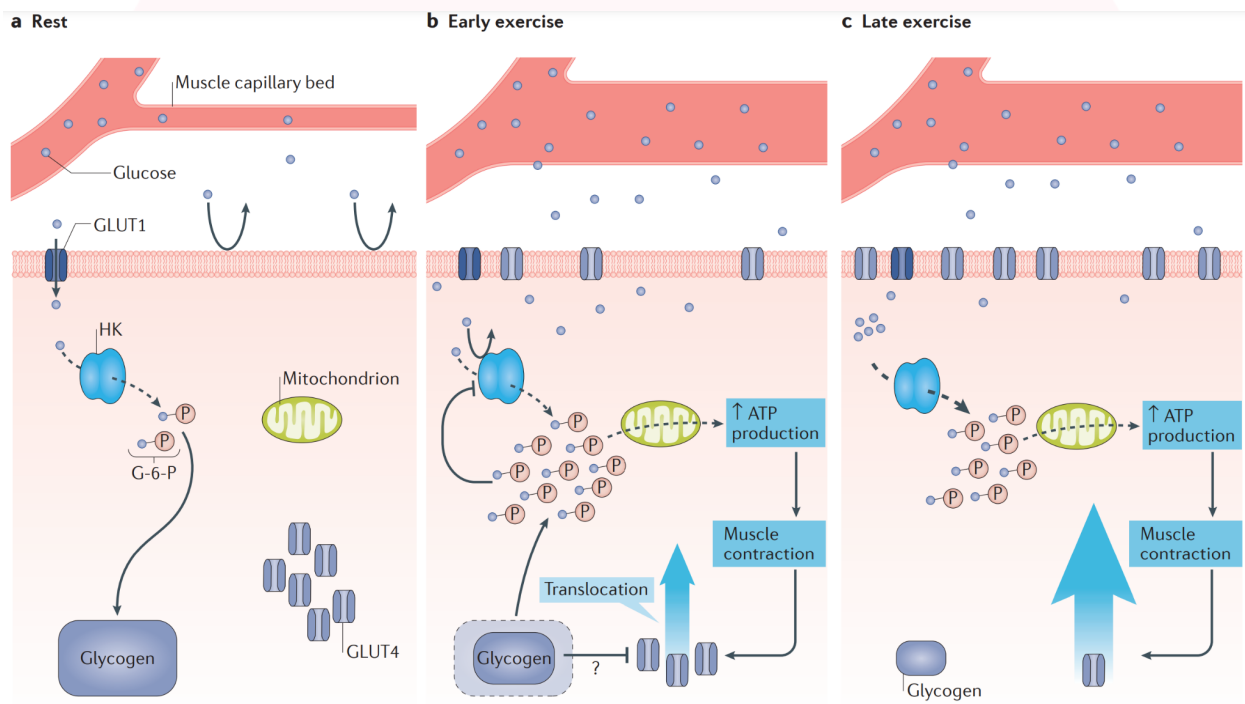 a Rest
Muscle capillary bed
Glucose
GLUT1
HK
Mitochondrion
P
P
G-6-P
Glycogen
GLUT4
b Early exercise
P
P
P
P
P
P
P
P
P
P
P
↑ ATP
production
Muscle
contraction
Translocation
Glycogen
?
c Late exercise
P
P
P
P
P
P
P
↑ ATP
production
Muscle
contraction
Glycogen